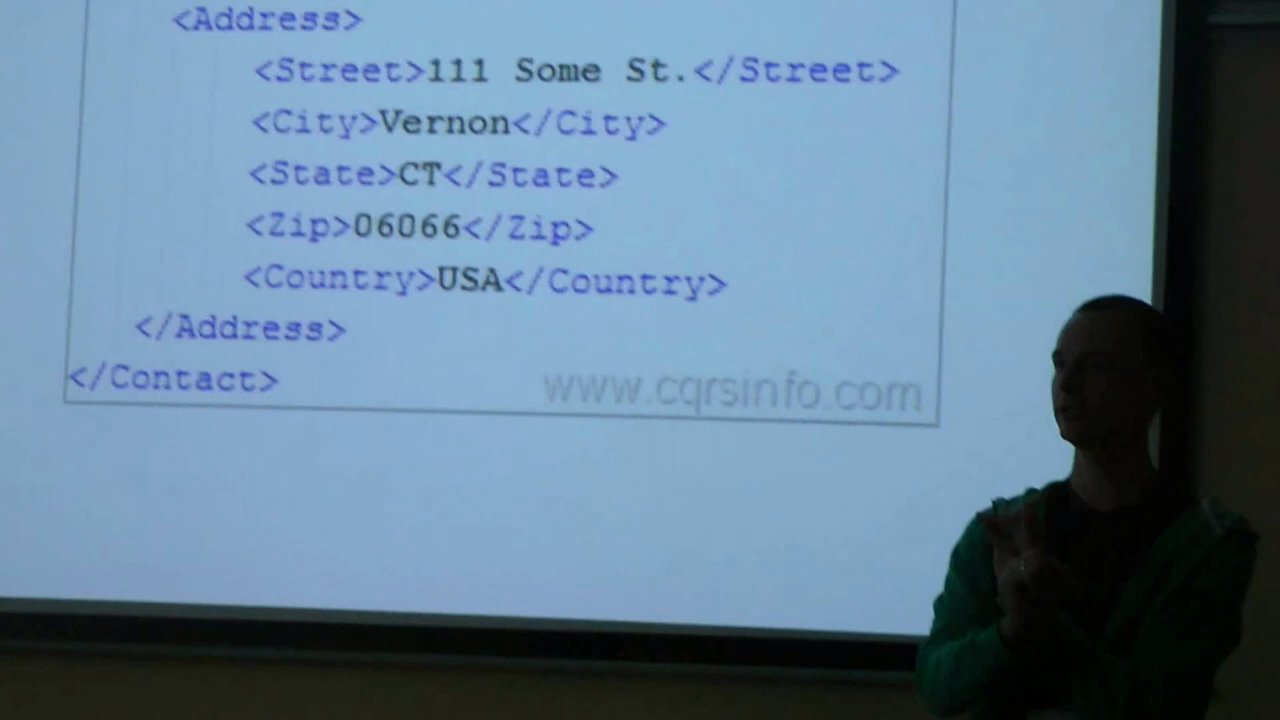 <Address>
<Street>111 Some St.</Street>
<City>Vernon</City>
<State>CT</State>
<Zip>06066</Zip>
<Country>USA</Country>
</Address>
</Contact>
www.cqrsinfo.com